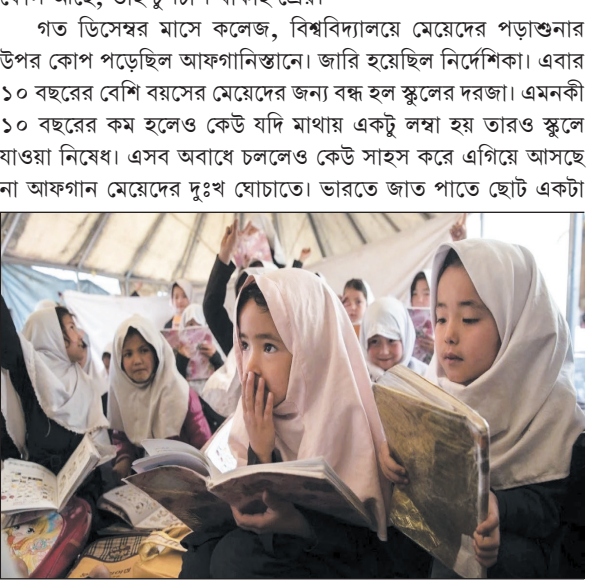 গত ডিসেম্বর মাসে কলেজ, বিশ্ববিদ্যালয়ে মেয়েদের পড়াশুনার
উপর কোপ পড়েছিল আফগানিস্তানে। জারি হয়েছিল নির্দেশিকা। এবার
১০ বছরের বেশি বয়সের মেয়েদের জন্য বন্ধ হল স্কুলের দরজা। এমনকী
১০ বছরের কম হলেও কেউ যদি মাথায় একটু লম্বা হয় তারও স্কুলে
যাওয়া নিষেধ। এসব অবাধে চললেও কেউ সাহস করে এগিয়ে আসছে
না আফগান মেয়েদের দুঃখ ঘোচাতে। ভারতে জাত পাতে ছোট একটা